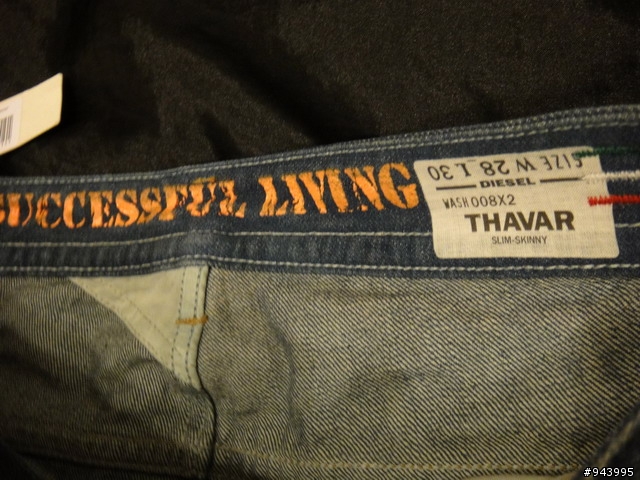 SUCCESSFUL LIVING
SIZE W 28 L 30
DIESEL
WASH 008X2
THAVAR
SLIM-SKINNY
#943995